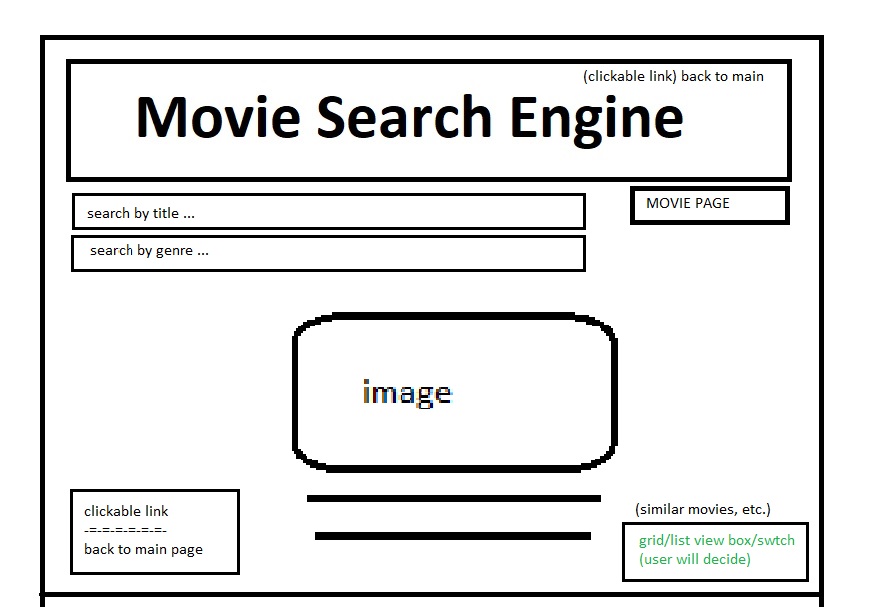 (clickable link) back to main
Movie Search Engine
search by title ...
MOVIE PAGE
search by genre ...
image
clickable link
-=-=-=-=-=-=-
back to main page
(similar movies, etc.)
grid/list view box/swtch
(user will decide)